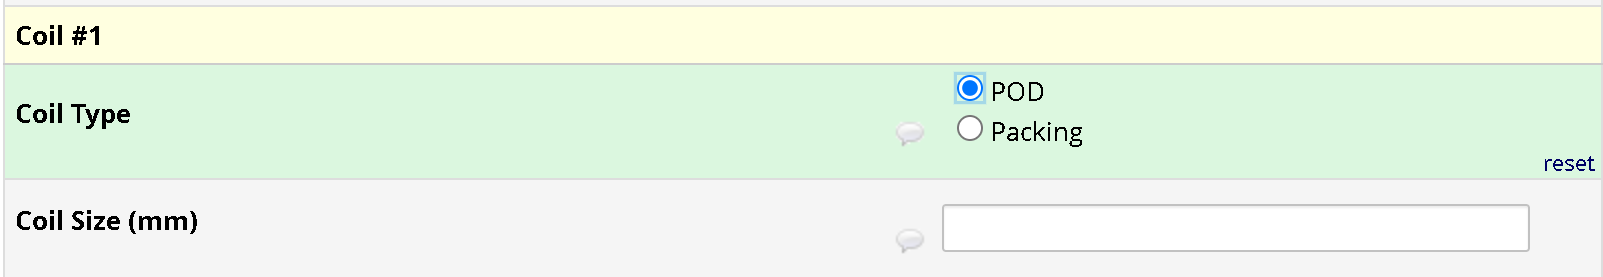 Coil #1
Coil Type
POD
Packing
reset
Coil Size (mm)